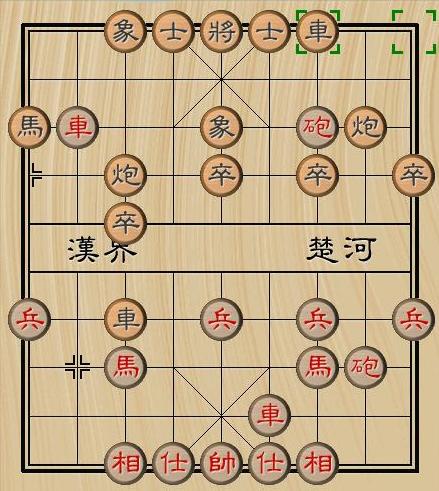 象 士 將 士 車
馬 車 象 砲 炮
炮 卒 卒 卒
卒
漢界 楚河
兵 車 兵 兵 兵
馬 馬 砲
車
相 仕 帥 仕 相